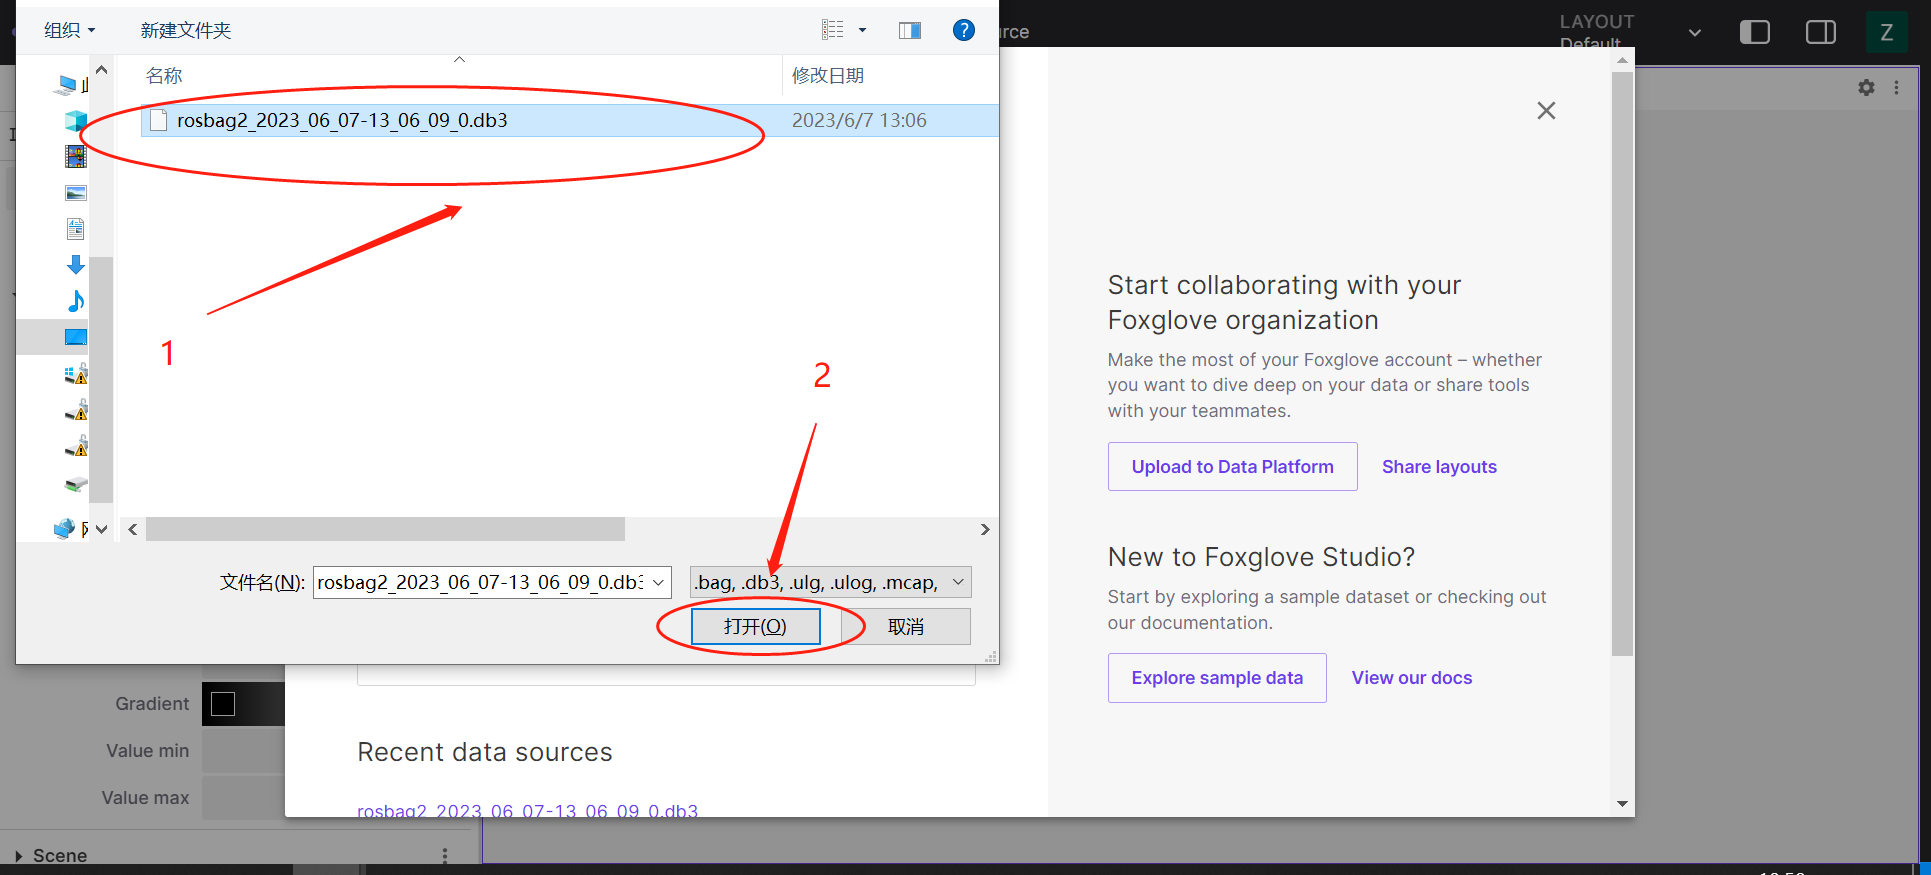 组织
新建文件夹
rce
LAYOUT
Default
Z
名称
修改日期
rosbag2_2023_06_07-13_06_09_0.db3
2023/6/7 13:06
1
2
文件名(N):
rosbag2_2023_06_07-13_06_09_0.db3
.bag, .db3, .ulg, .ulog, .mcap,
打开(O)
取消
Start collaborating with your
Foxglove organization
Make the most of your Foxglove account – whether
you want to dive deep on your data or share tools
with your teammates.
Upload to Data Platform
Share layouts
New to Foxglove Studio?
Start by exploring a sample dataset or checking out
our documentation.
Explore sample data
View our docs
Gradient
Value min
Value max
Scene
Recent data sources
rosbag2_2023_06_07-13_06_09_0.db3